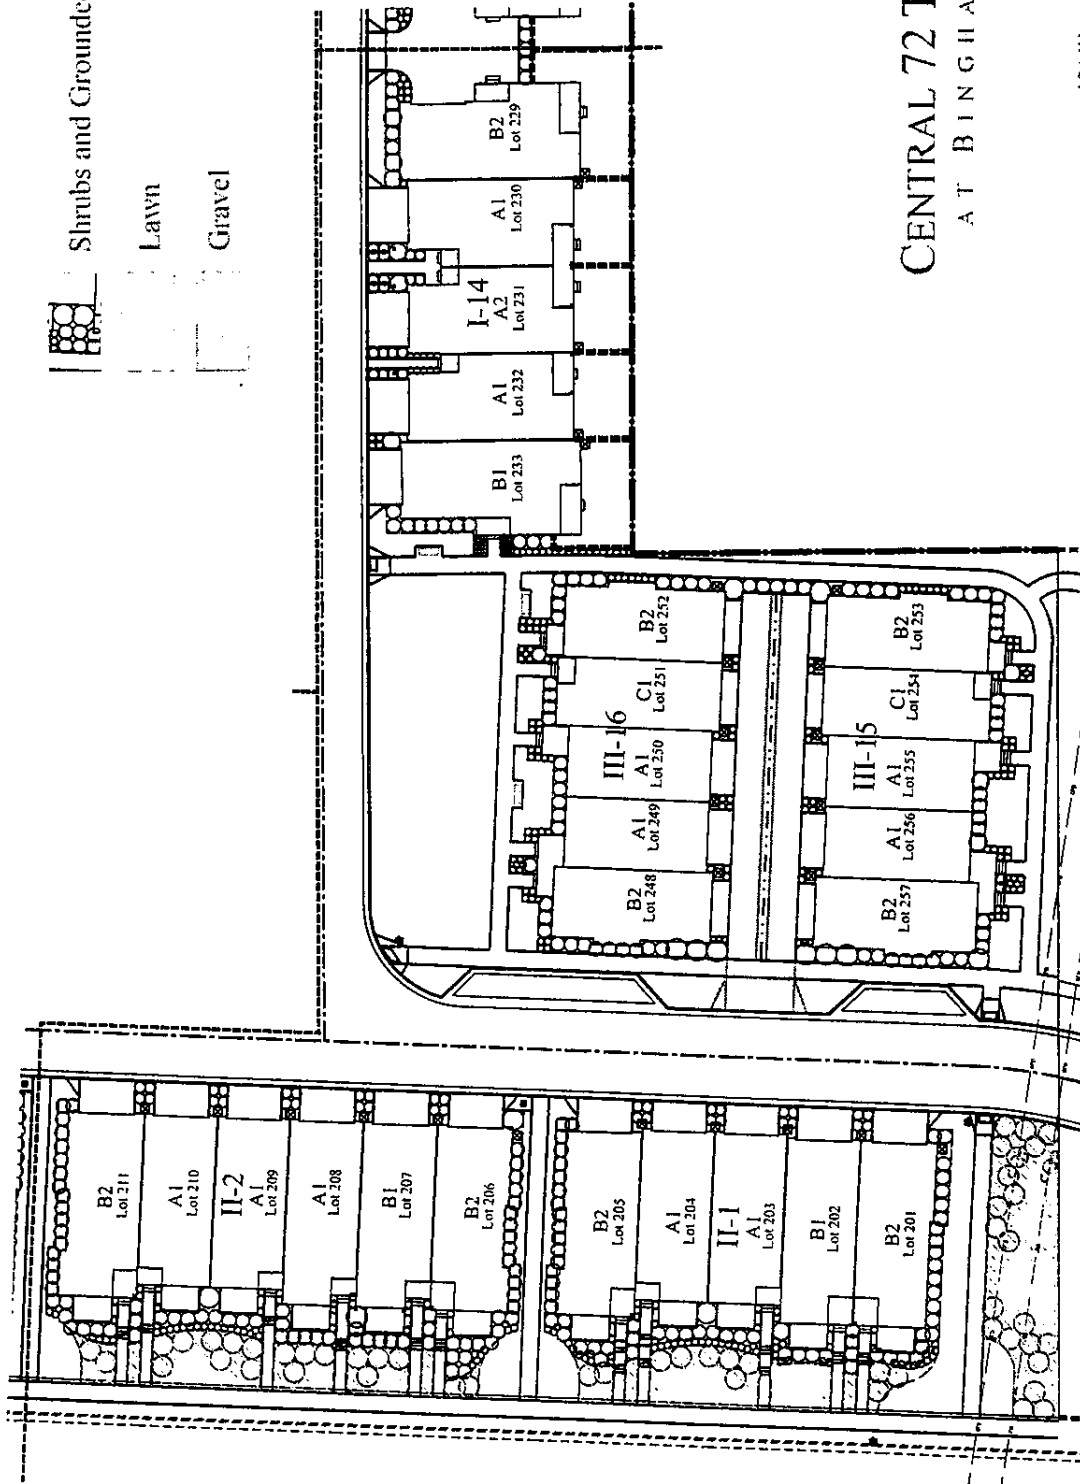 Shrubs and Grounde
Lawn
Gravel
CENTRAL 72 T
AT BINGHA
B2
Lot 229
A1
Lot 230
I-14
A2
Lot 231
A1
Lot 232
B1
Lot 233
B2
Lot 252
C1
Lot 251
III-16
A1
Lot 250
A1
Lot 249
B2
Lot 248
B2
Lot 253
C1
Lot 254
III-15
A1
Lot 255
A1
Lot 256
B2
Lot 257
B2
Lot 211
A1
Lot 210
II-2
A1
Lot 209
A1
Lot 208
B1
Lot 207
B2
Lot 206
B2
Lot 205
A1
Lot 204
II-1
A1
Lot 203
B1
Lot 202
B2
Lot 201